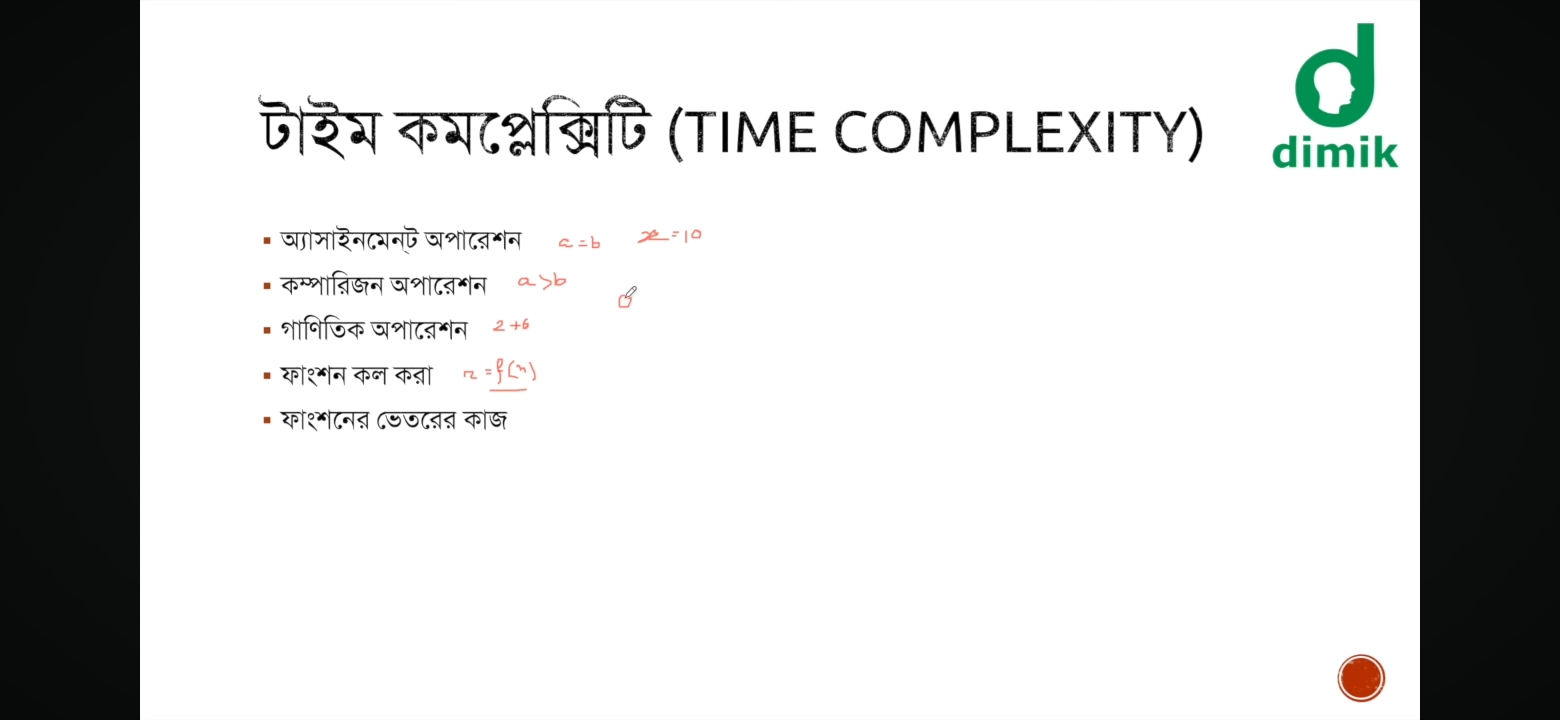 টাইম কমপ্লেক্সিটি (TIME COMPLEXITY)
dimik
অ্যাসাইনমেন্ট অপারেশন a = b x = 10
কম্পারিজন অপারেশন a > b
গাণিতিক অপারেশন 2 + 6
ফাংশন কল করা r = f(n)
ফাংশনের ভেতরের কাজ